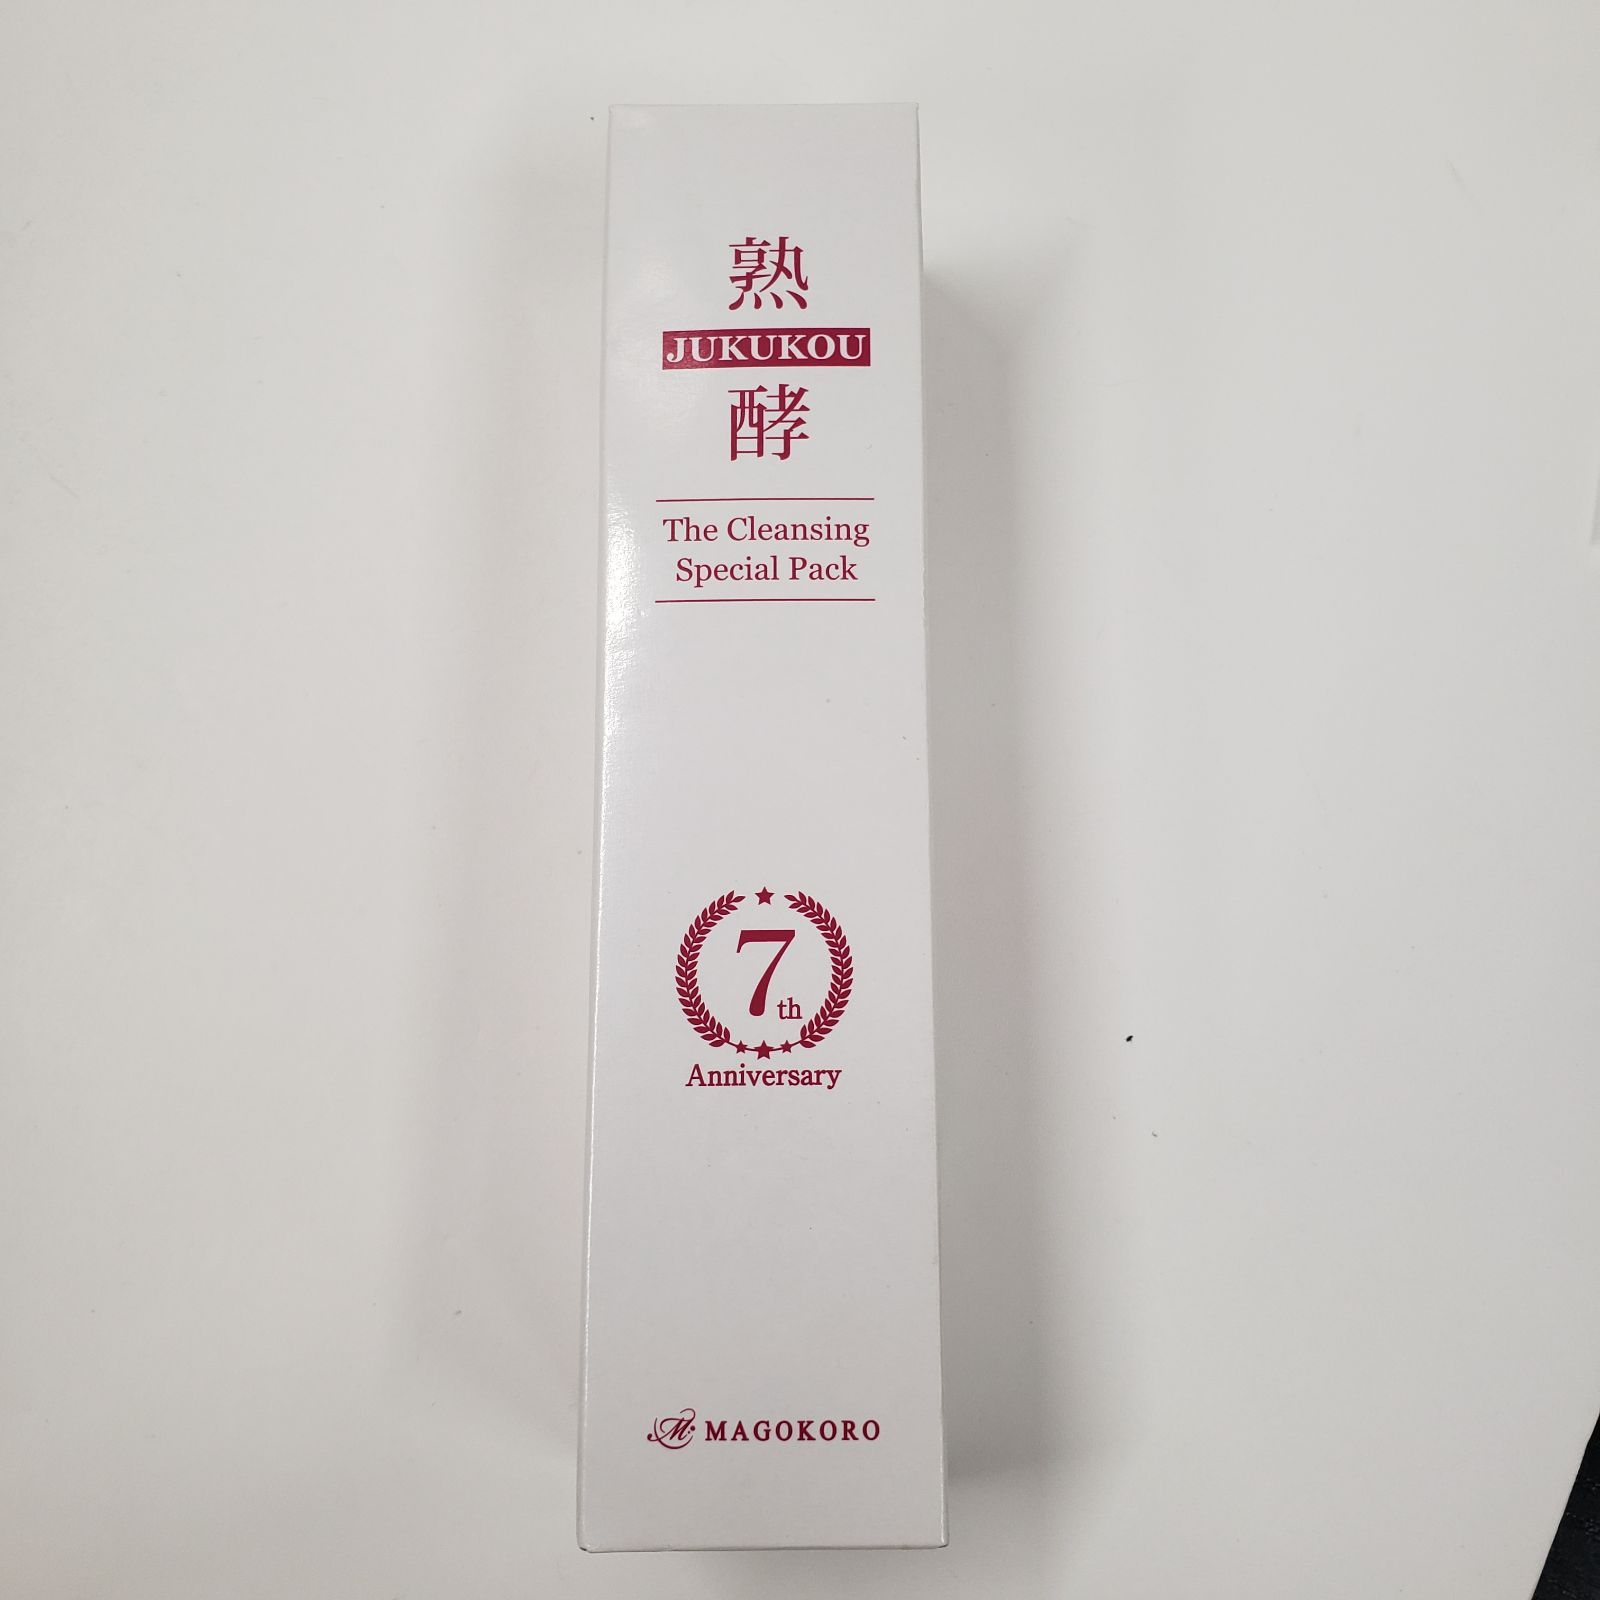 熟
JUKUKOU
酵
The Cleansing
Special Pack
7th
Anniversary
M MAGOKORO